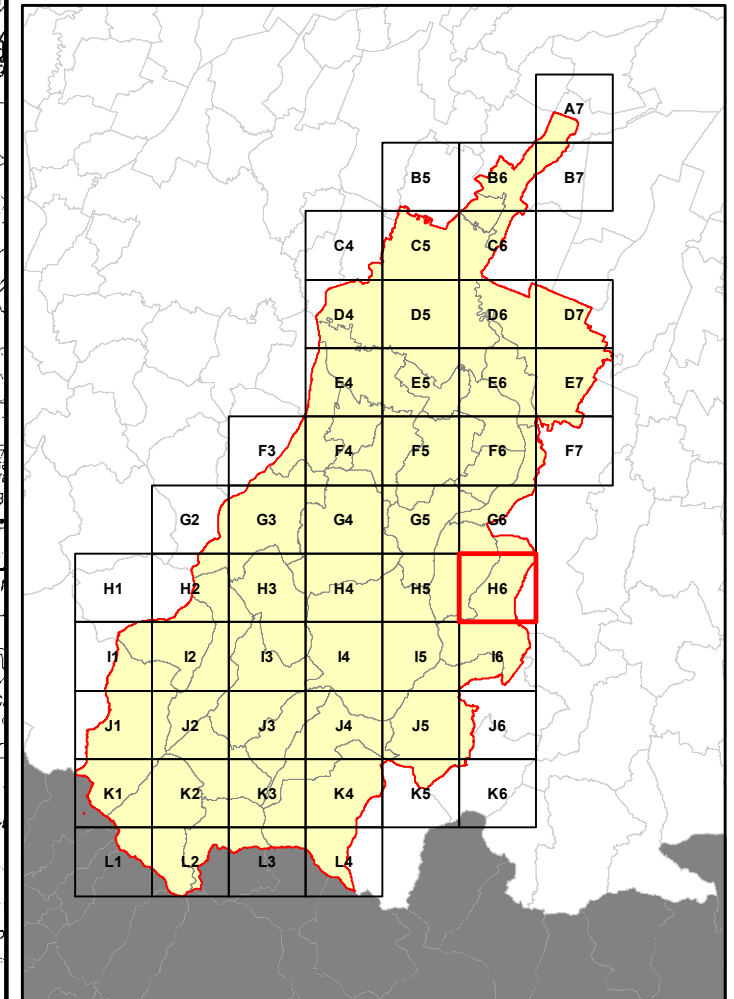 A7
B5 B6 B7
C4 C5 C6
D4 D5 D6 D7
E4 E5 E6 E7
F3 F4 F5 F6 F7
G2 G3 G4 G5 G6
H1 H2 H3 H4 H5 H6
I1 I2 I3 I4 I5 I6
J1 J2 J3 J4 J5 J6
K1 K2 K3 K4 K5 K6
L1 L2 L3 L4